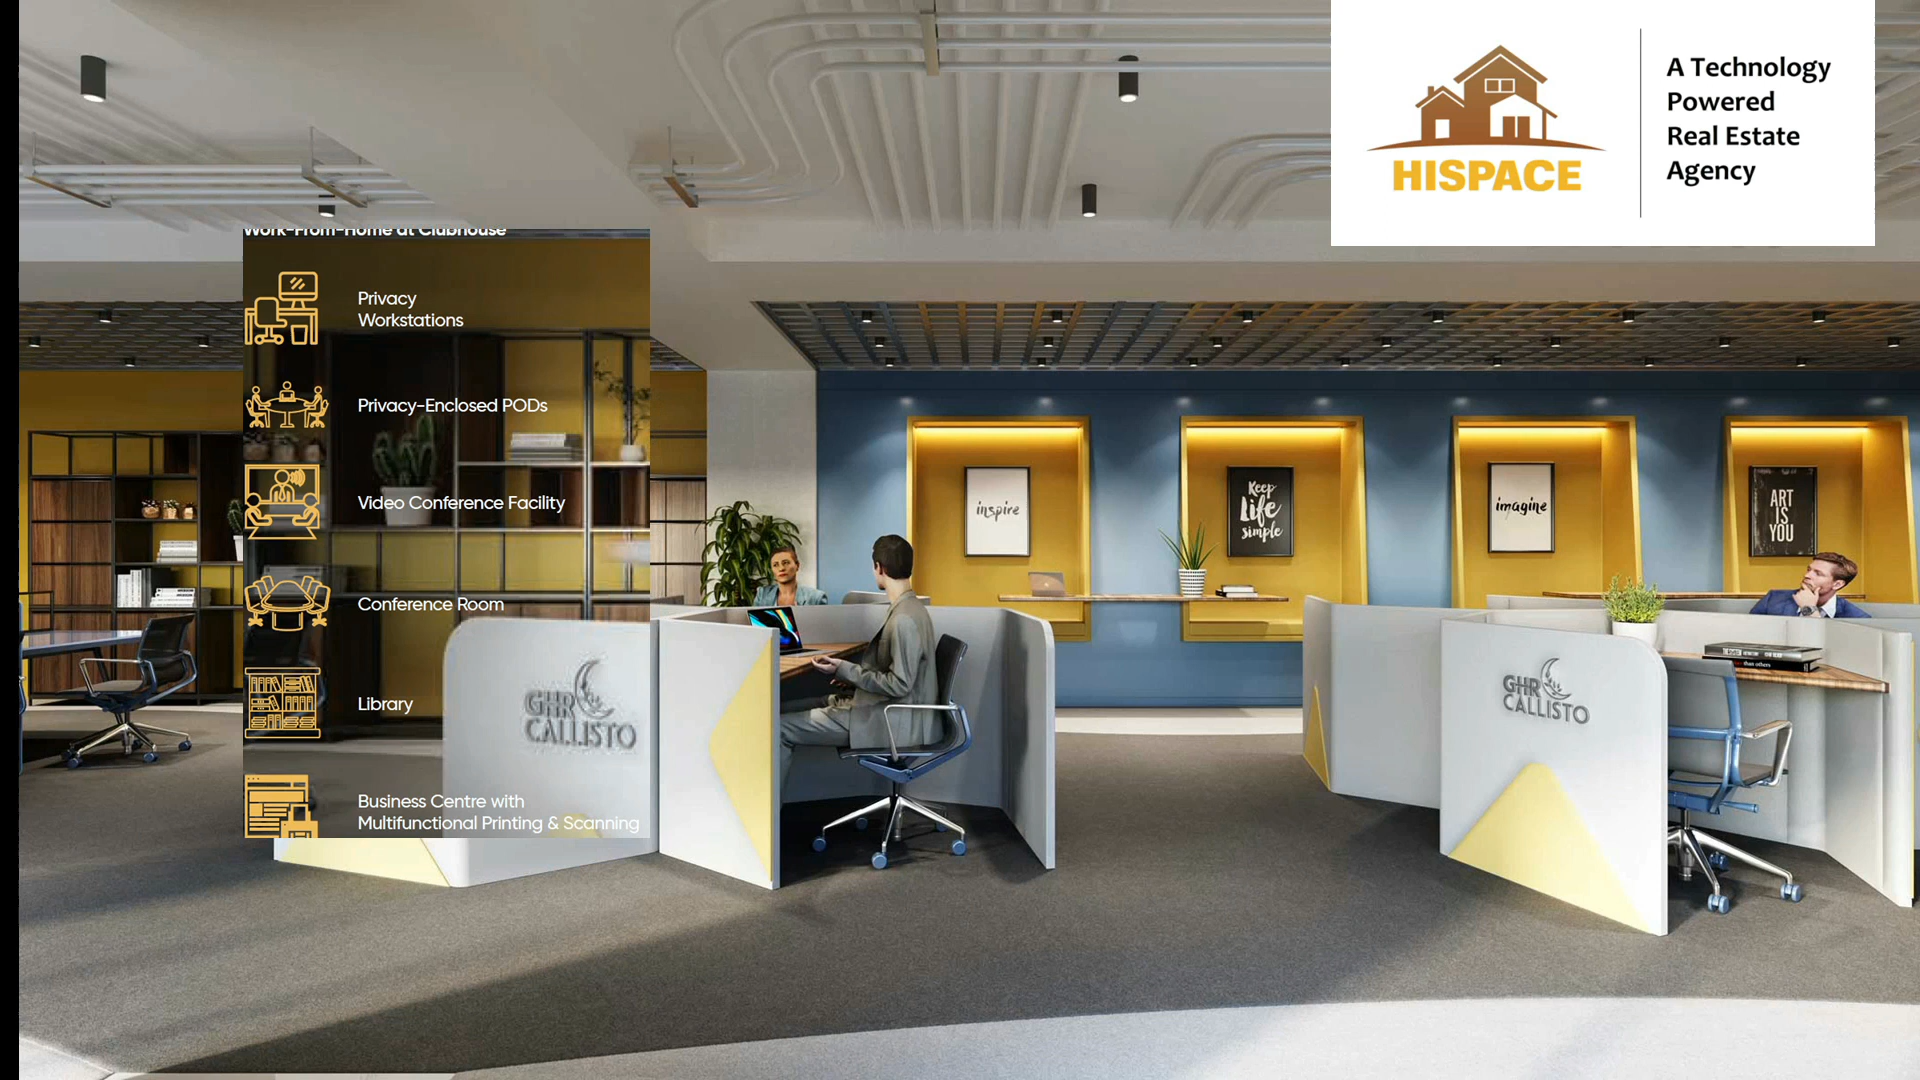 HISPACE
A Technology
Powered
Real Estate
Agency
Work-From-Home at Clubhouse
Privacy
Workstations
Privacy-Enclosed PODs
Video Conference Facility
Conference Room
Library
Business Centre with
Multifunctional Printing & Scanning
inspire
Keep
Life
simple
imagine
ART
IS
YOU
GHR
CALLISTO
GHR
CALLISTO
than others